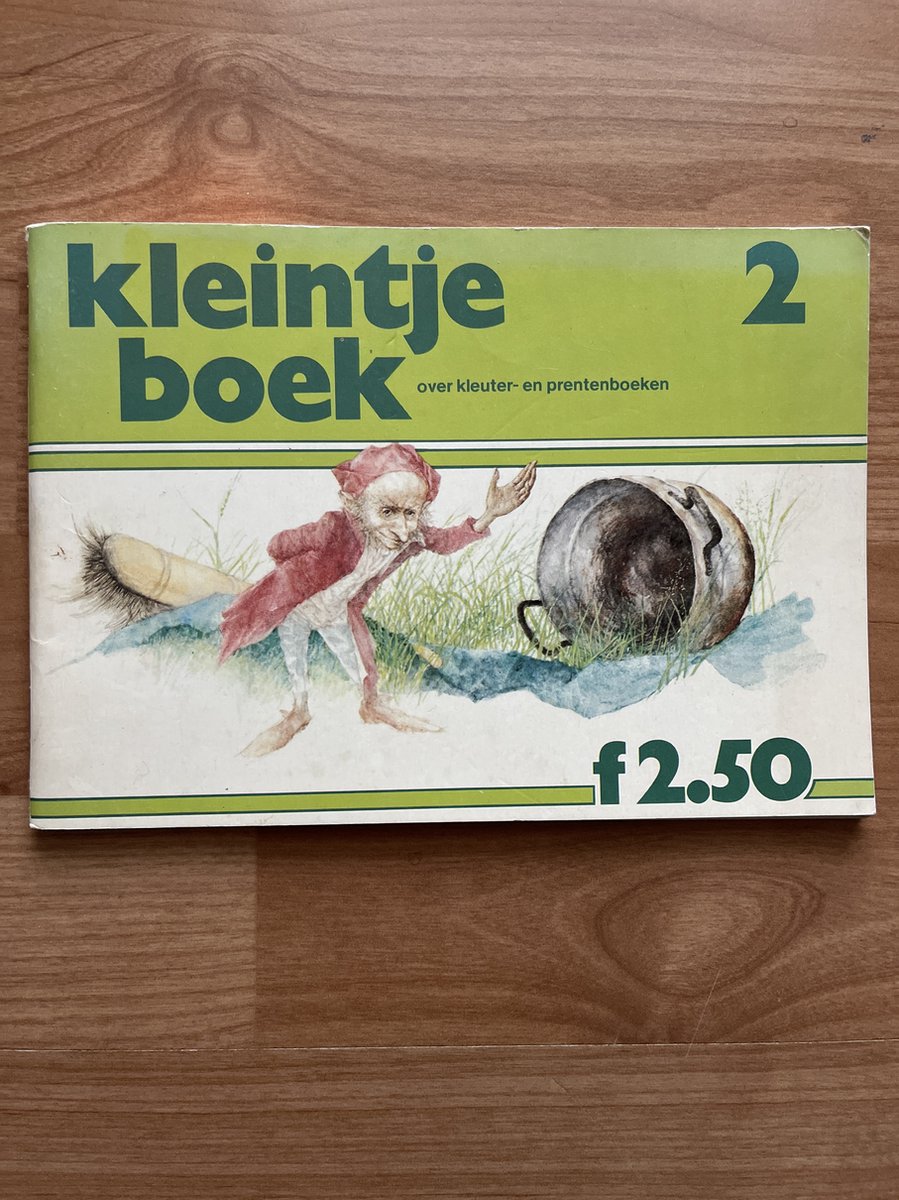 kleintje
boek
over kleuter- en prentenboeken
2
f 2.50